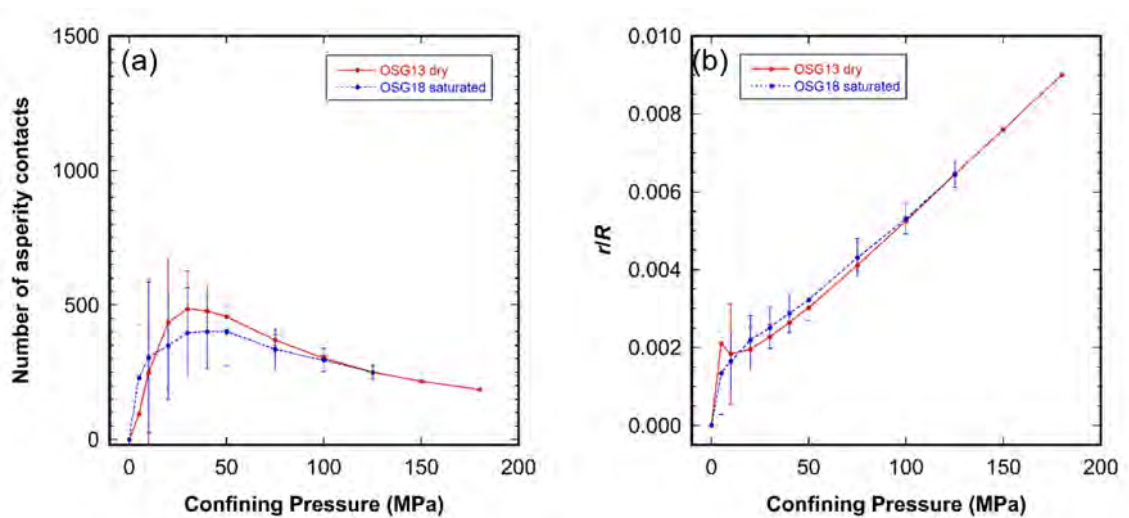 (a)
OSG13 dry
OSG18 saturated
Number of asperity contacts
1500
1000
500
0
0 50 100 150 200
Confining Pressure (MPa)
(b)
OSG13 dry
OSG18 saturated
r/R
0.010
0.008
0.006
0.004
0.002
0.000
0 50 100 150 200
Confining Pressure (MPa)